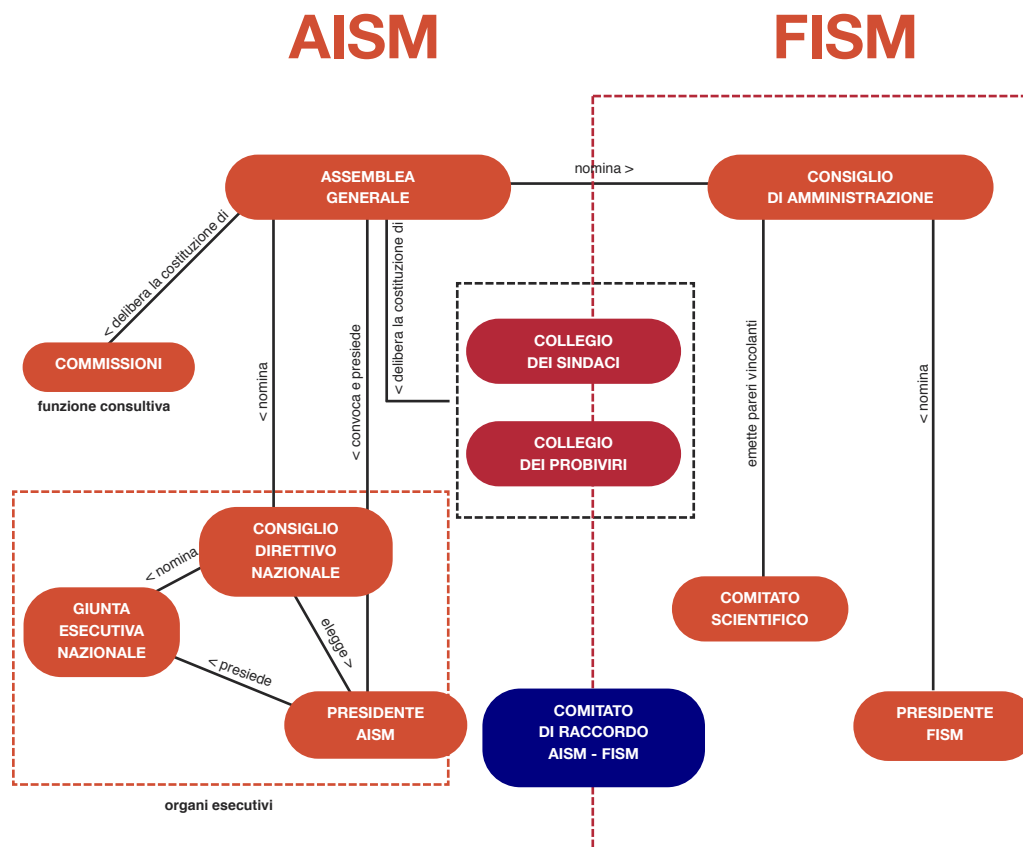 AISM
FISM
ASSEMBLEA
GENERALE
nomina >
CONSIGLIO
DI AMMINISTRAZIONE
< delibera la costituzione di
< nomina
< convoca e presiede
< delibera la costituzione di
COLLEGIO
DEI SINDACI
COLLEGIO
DEI PROBIVIRI
emette pareri vincolanti
< nomina
COMMISSIONI
funzione consultiva
CONSIGLIO
DIRETTIVO
NAZIONALE
< nomina
GIUNTA
ESECUTIVA
NAZIONALE
elegge >
< presiede
PRESIDENTE
AISM
organi esecutivi
COMITATO
SCIENTIFICO
COMITATO
DI RACCORDO
AISM - FISM
PRESIDENTE
FISM